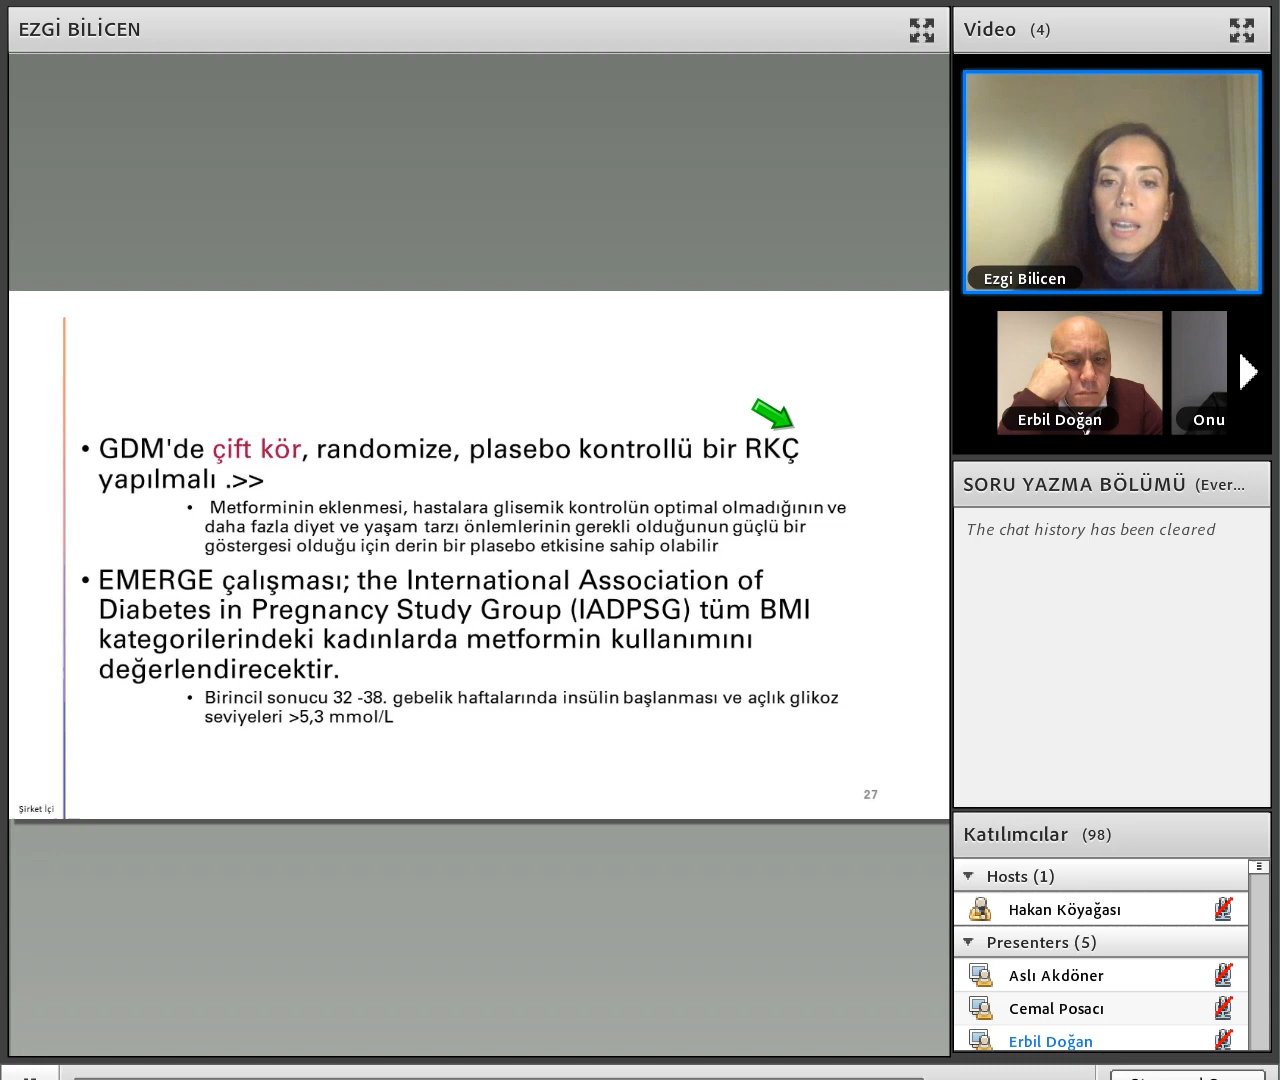 EZGİ BİLİCEN
• GDM'de çift kör, randomize, plasebo kontrollü bir RKÇ
yapılmalı .>>
• Metforminin eklenmesi, hastalara glisemik kontrolün optimal olmadığının ve
daha fazla diyet ve yaşam tarzı önlemlerinin gerekli olduğunun güçlü bir
göstergesi olduğu için derin bir plasebo etkisine sahip olabilir
• EMERGE çalışması; the International Association of
Diabetes in Pregnancy Study Group (IADPSG) tüm BMI
kategorilerindeki kadınlarda metformin kullanımını
değerlendirecektir.
• Birincil sonucu 32 -38. gebelik haftalarında insülin başlanması ve açlık glikoz
seviyeleri >5,3 mmol/L
27
Şirket İçi
Video (4)
Ezgi Bilicen
Erbil Doğan
Onu
SORU YAZMA BÖLÜMÜ (Ever...
The chat history has been cleared
Katılımcılar (98)
Hosts (1)
Hakan Köyağası
Presenters (5)
Aslı Akdöner
Cemal Posacı
Erbil Doğan